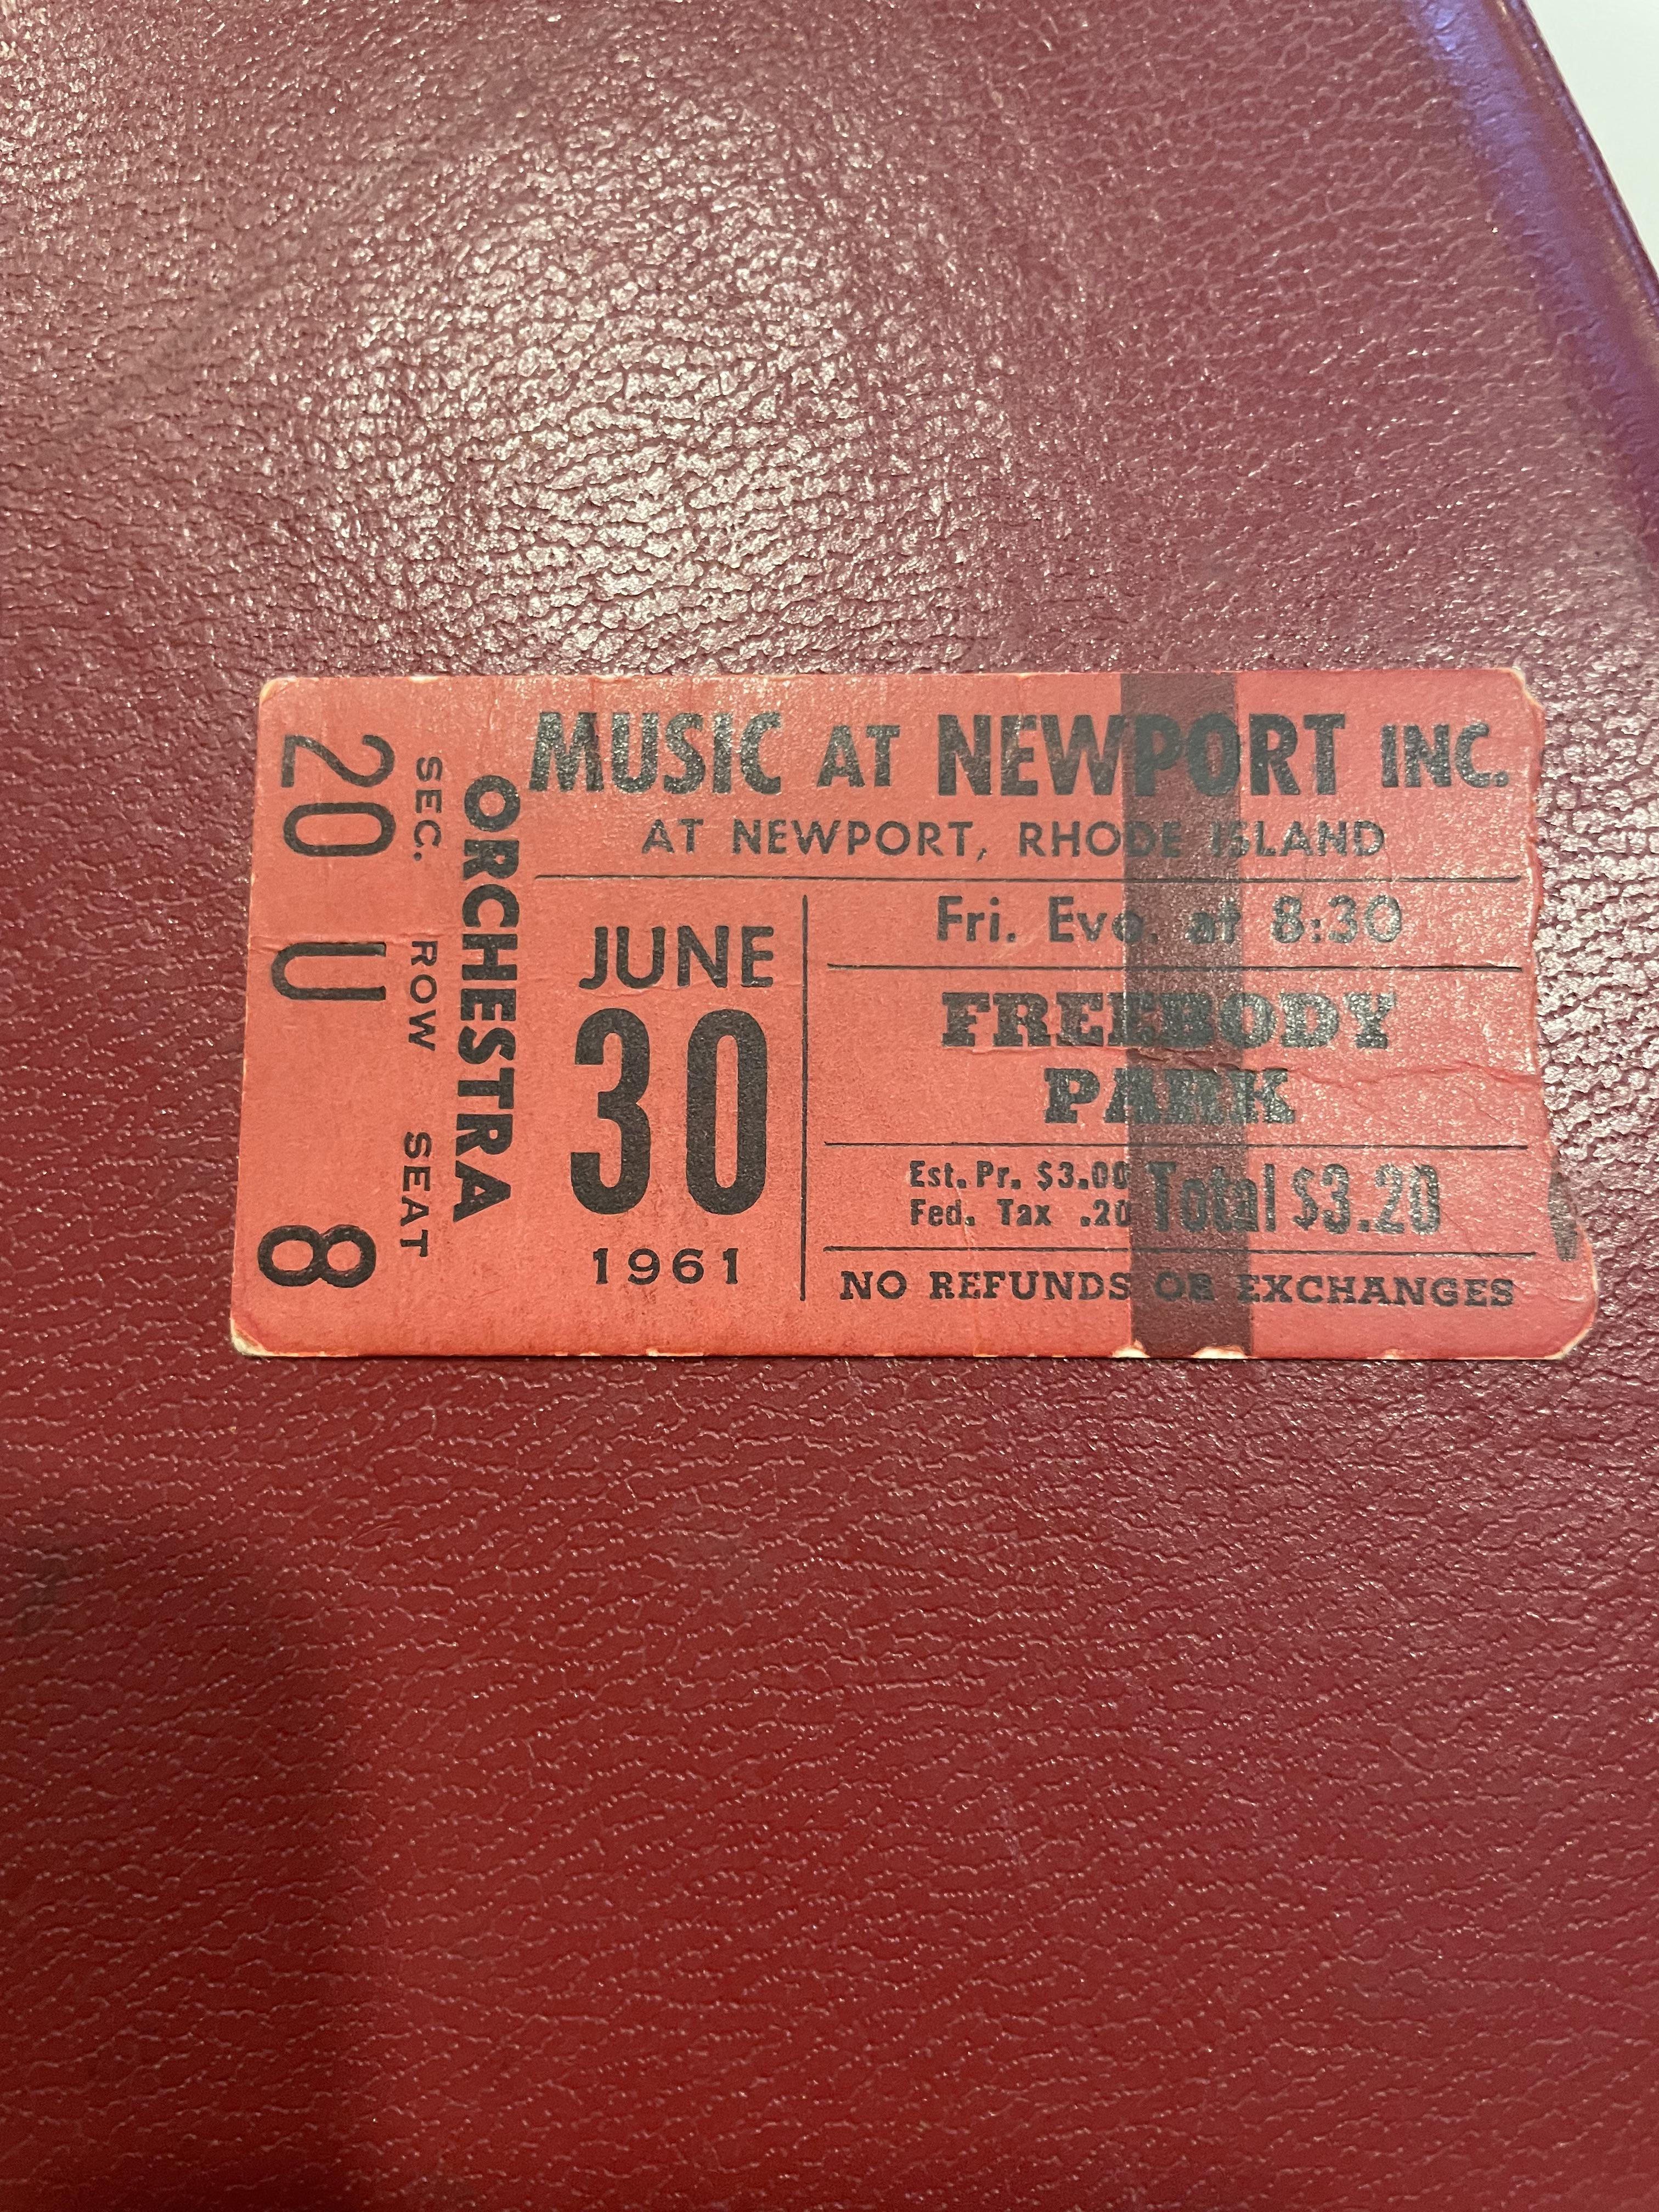 MUSIC AT NEWPORT INC.
AT NEWPORT, RHODE ISLAND
JUNE
30
1961
Fri. Eve. at 8:30
FREEBODY
PARK
Est. Pr. $3.00
Fed. Tax .20
Total $3.20
NO REFUNDS OR EXCHANGES
ORCHESTRA
SEC. ROW SEAT
20 U 8